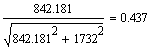 842.181
√842.181² + 1732² = 0.437